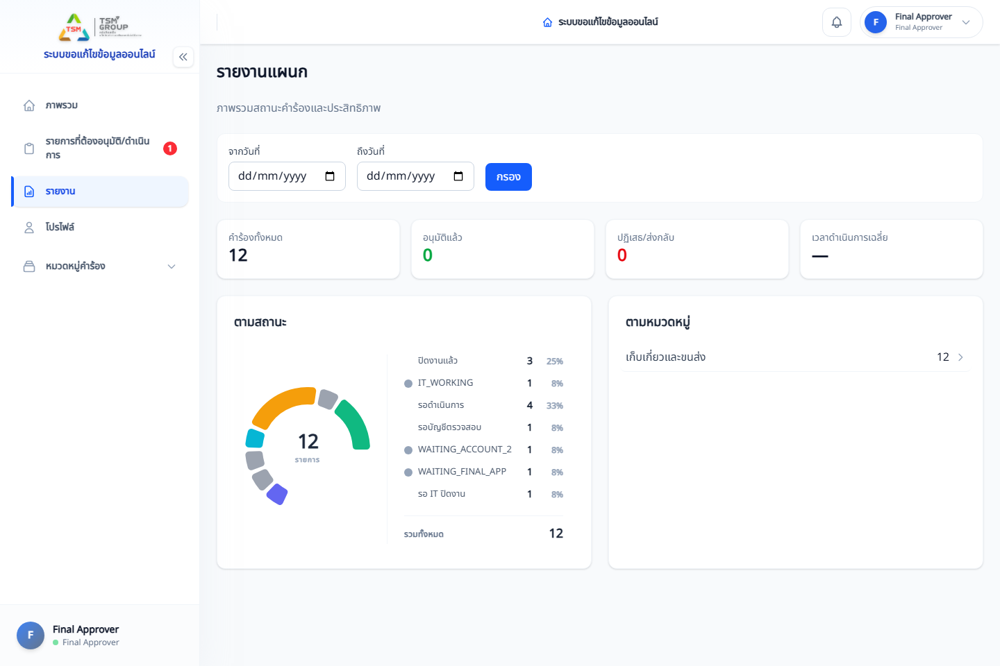 TSM
TSM
GROUP
ระบบขอแก้ไขข้อมูลออนไลน์
ภาพรวม
รายการที่ต้องอนุมัติ/ดำเนิน
การ
1
รายงาน
โปรไฟล์
หมวดหมู่คำร้อง
F
Final Approver
Final Approver
ระบบขอแก้ไขข้อมูลออนไลน์
F
Final Approver
Final Approver
รายงานแผนก
ภาพรวมสถานะคำร้องและประสิทธิภาพ
จากวันที่
ถึงวันที่
dd/mm/yyyy
dd/mm/yyyy
กรอง
คำร้องทั้งหมด
12
อนุมัติแล้ว
0
ปฏิเสธ/ส่งกลับ
0
เวลาดำเนินการเฉลี่ย
—
ตามสถานะ
12
รายการ
ปิดงานแล้ว 3 25%
IT_WORKING 1 8%
รอดำเนินการ 4 33%
รอบัญชีตรวจสอบ 1 8%
WAITING_ACCOUNT_2 1 8%
WAITING_FINAL_APP 1 8%
รอ IT ปิดงาน 1 8%
รวมทั้งหมด 12
ตามหมวดหมู่
เก็บเกี่ยวและขนส่ง 12